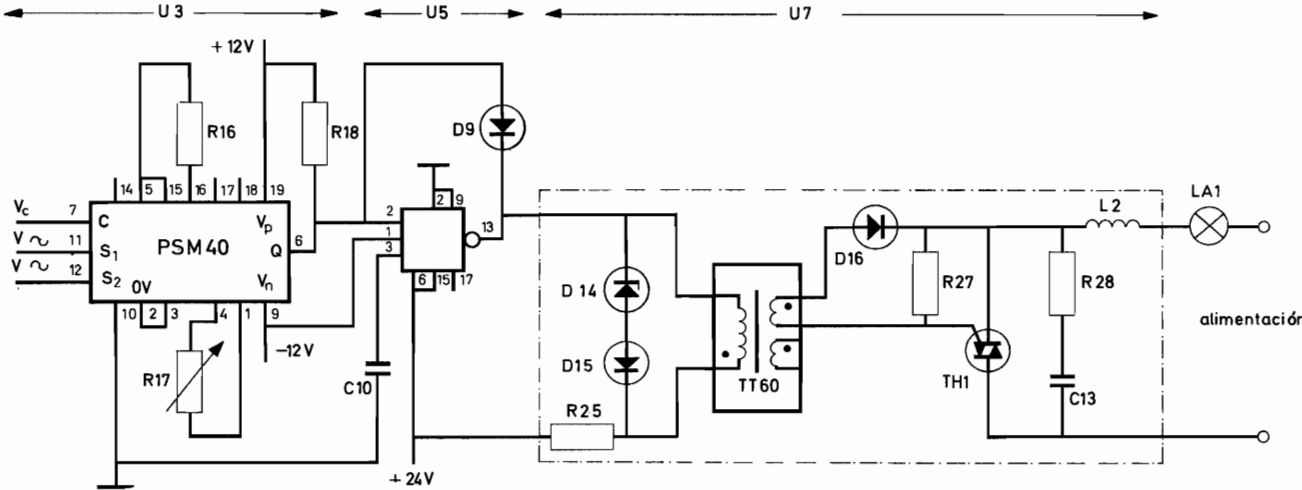 U3 U5 U7
+12V
R16 R18 D9
14 5 15 16 17 18 19
2 9
LA1
L2
Vc 7 C Vp 2 13
V~ 11 S1 PSM40 Q 6 1
V~ 12 S2 Vn 3
D16
0V
6 15 17
D14 R27 R28
10 2 3 4 1 9
-12V
alimentación
R17 C10 D15 TT60 TH1 C13
R25
+24V